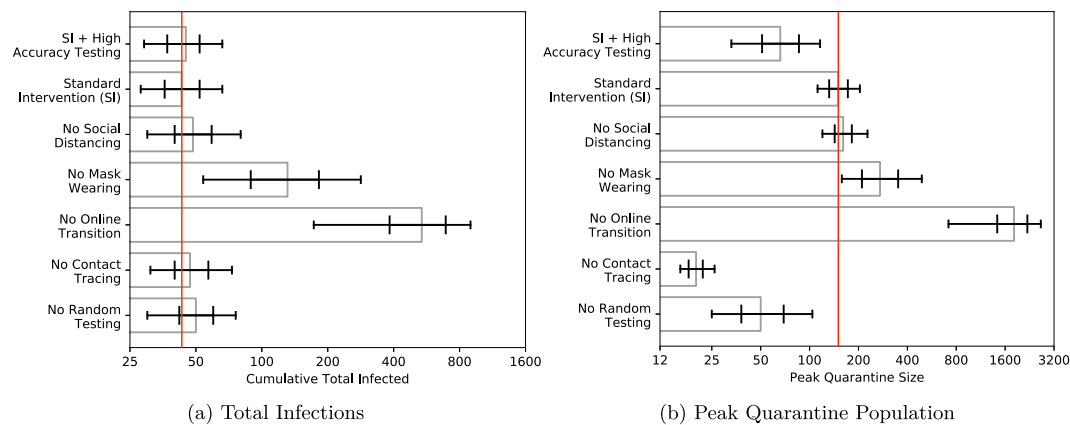 SI + High
Accuracy Testing
Standard
Intervention (SI)
No Social
Distancing
No Mask
Wearing
No Online
Transition
No Contact
Tracing
No Random
Testing
25 50 100 200 400 800 1600
Cumulative Total Infected
(a) Total Infections
SI + High
Accuracy Testing
Standard
Intervention (SI)
No Social
Distancing
No Mask
Wearing
No Online
Transition
No Contact
Tracing
No Random
Testing
12 25 50 100 200 400 800 1600 3200
Peak Quarantine Size
(b) Peak Quarantine Population